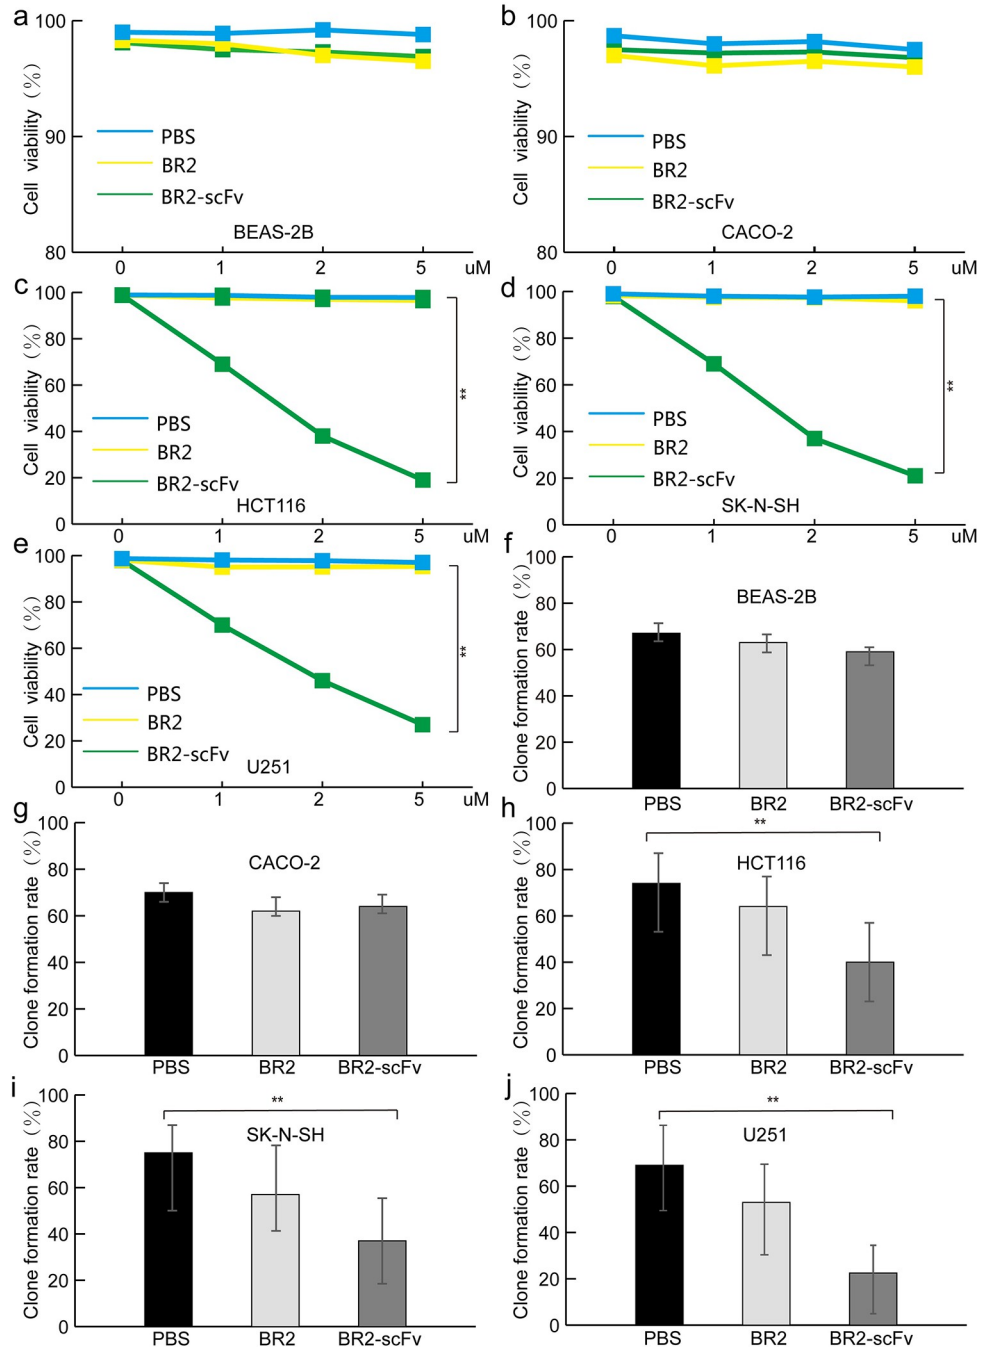 a
100
90
80
Cell viability (%)
PBS
BR2
BR2-scFv
BEAS-2B
0 1 2 5 uM
b
100
90
80
Cell viability (%)
PBS
BR2
BR2-scFv
CACO-2
0 1 2 5 uM
c
100
80
60
40
20
0
Cell viability (%)
PBS
BR2
BR2-scFv
HCT116
**
0 1 2 5 uM
d
100
80
60
40
20
0
Cell viability (%)
PBS
BR2
BR2-scFv
SK-N-SH
**
0 1 2 5 uM
e
100
80
60
40
20
0
Cell viability (%)
PBS
BR2
BR2-scFv
U251
**
0 1 2 5 uM
f
100
80
60
40
20
0
Clone formation rate (%)
BEAS-2B
PBS BR2 BR2-scFv
g
100
80
60
40
20
0
Clone formation rate (%)
CACO-2
PBS BR2 BR2-scFv
h
100
80
60
40
20
0
Clone formation rate (%)
**
HCT116
PBS BR2 BR2-scFv
i
100
80
60
40
20
0
Clone formation rate (%)
**
SK-N-SH
PBS BR2 BR2-scFv
j
100
80
60
40
20
0
Clone formation rate (%)
**
U251
PBS BR2 BR2-scFv